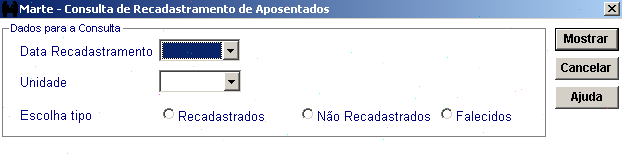 Marte - Consulta de Recadastramento de Aposentados
Dados para a Consulta
Data Recadastramento
Unidade
Escolha tipo
Recadastrados
Não Recadastrados
Falecidos
Mostrar
Cancelar
Ajuda